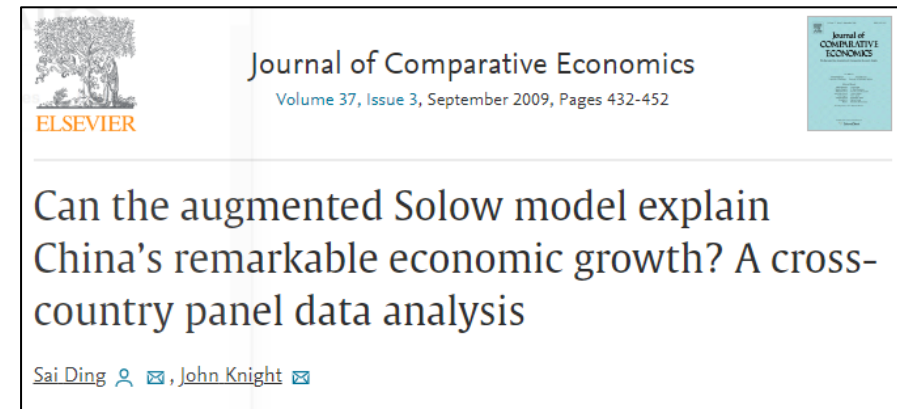 ELSEVIER
Journal of Comparative Economics
Volume 37, Issue 3, September 2009, Pages 432-452
Journal of
COMPARATIVE
ECONOMICS
Can the augmented Solow model explain
China's remarkable economic growth? A cross-
country panel data analysis
Sai Ding , John Knight